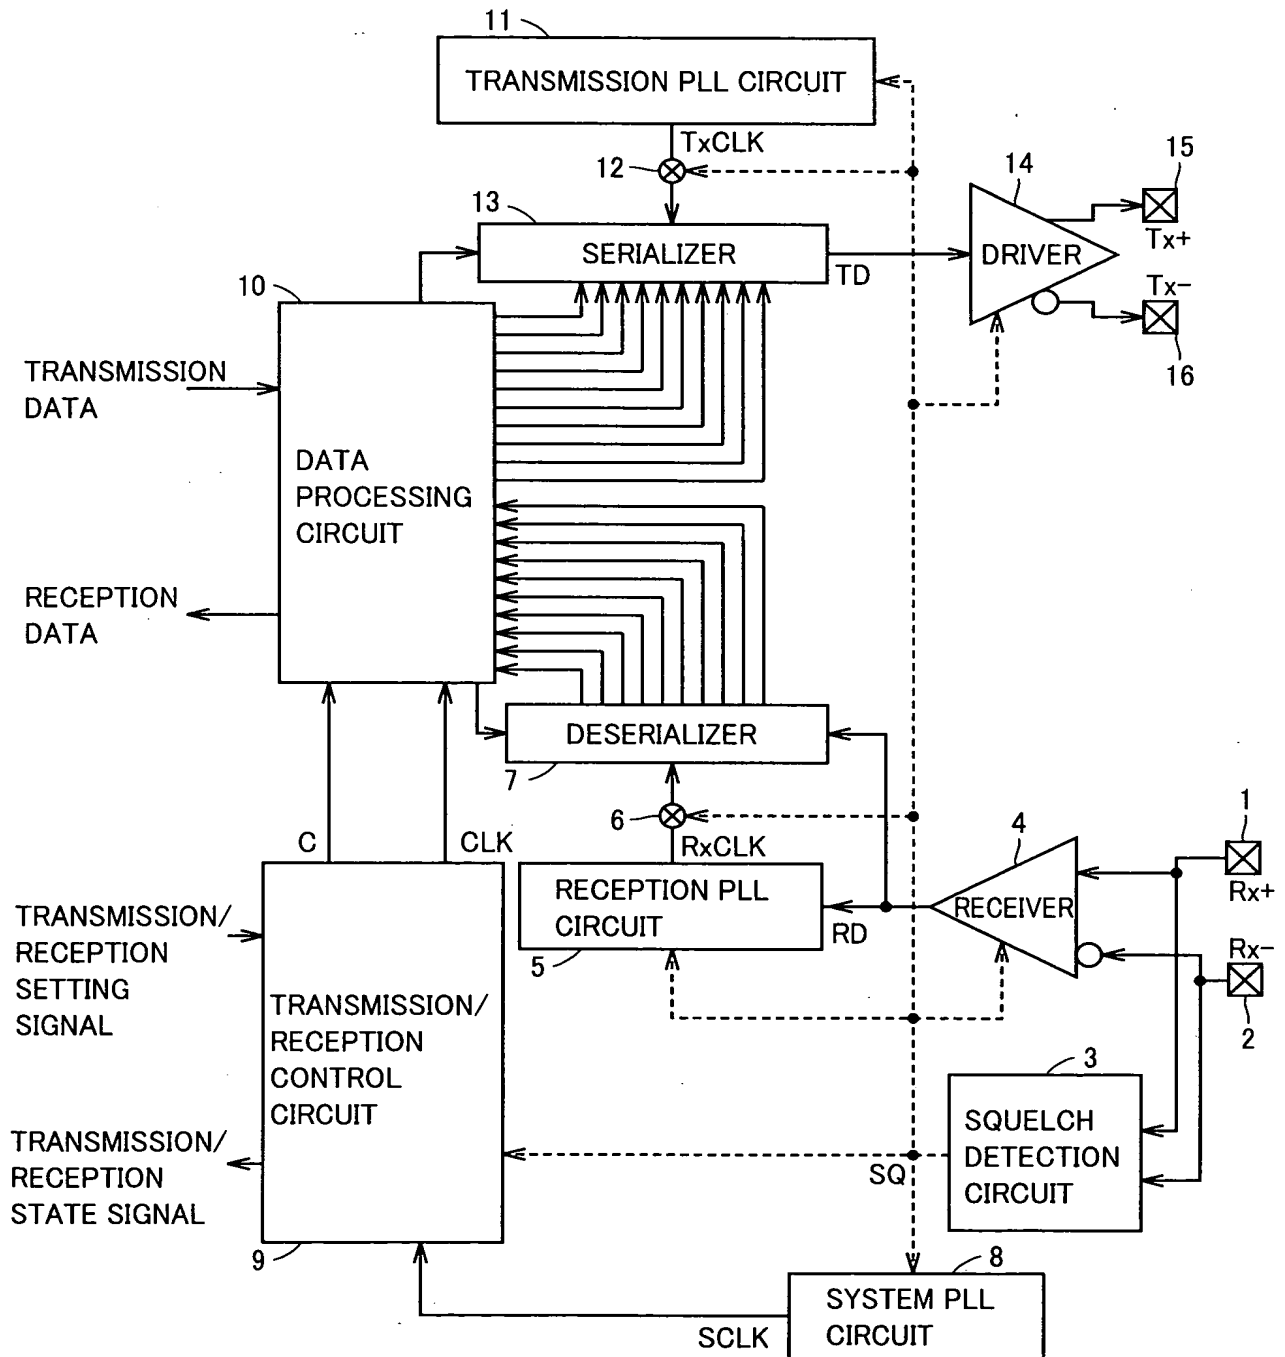 11
TRANSMISSION PLL CIRCUIT
TxCLK
12
13
SERIALIZER
TD
14
DRIVER
15
Tx+
Tx−
16
10
TRANSMISSION
DATA
DATA
PROCESSING
CIRCUIT
RECEPTION
DATA
DESERIALIZER
7
6
RxCLK
C
CLK
4
RECEIVER
1
Rx+
Rx−
2
RECEPTION PLL
CIRCUIT
5
RD
TRANSMISSION/
RECEPTION
SETTING
SIGNAL
TRANSMISSION/
RECEPTION
CONTROL
CIRCUIT
3
SQUELCH
DETECTION
CIRCUIT
SQ
TRANSMISSION/
RECEPTION
STATE SIGNAL
9
8
SYSTEM PLL
CIRCUIT
SCLK